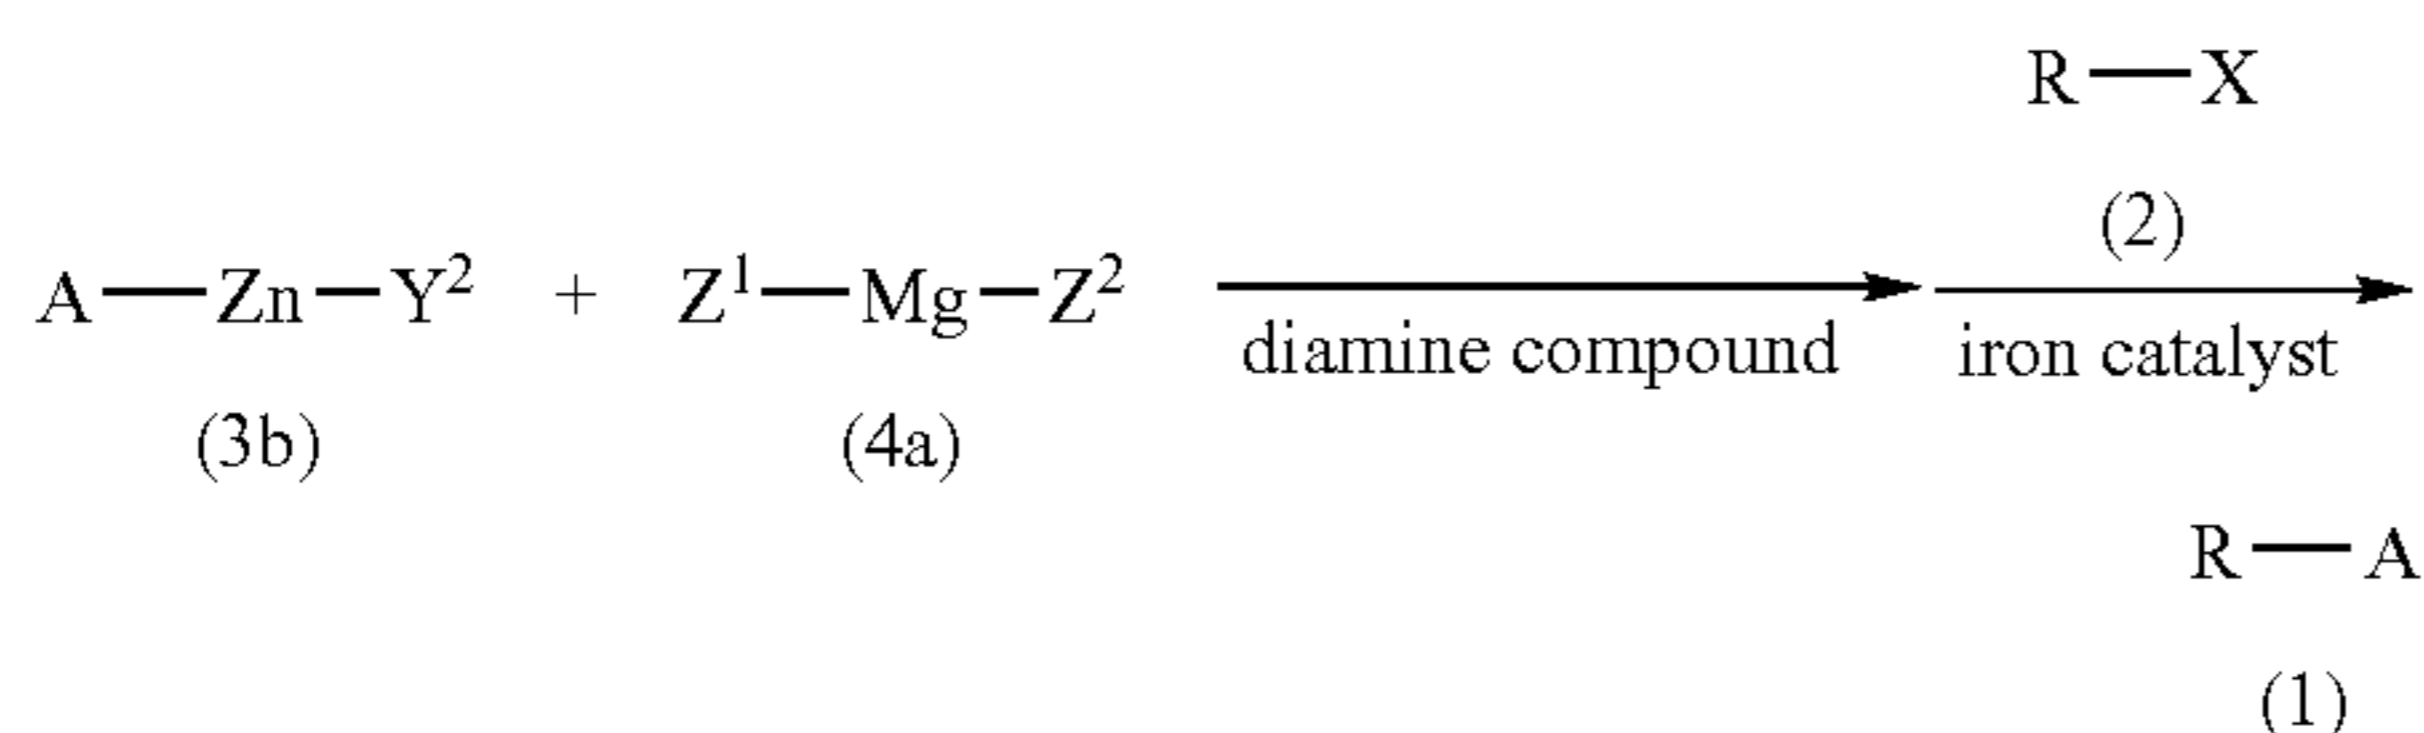 R—X
(2)
A—Zn—Y² + Z¹—Mg—Z²
diamine compound iron catalyst
(3b) (4a)
R—A
(1)